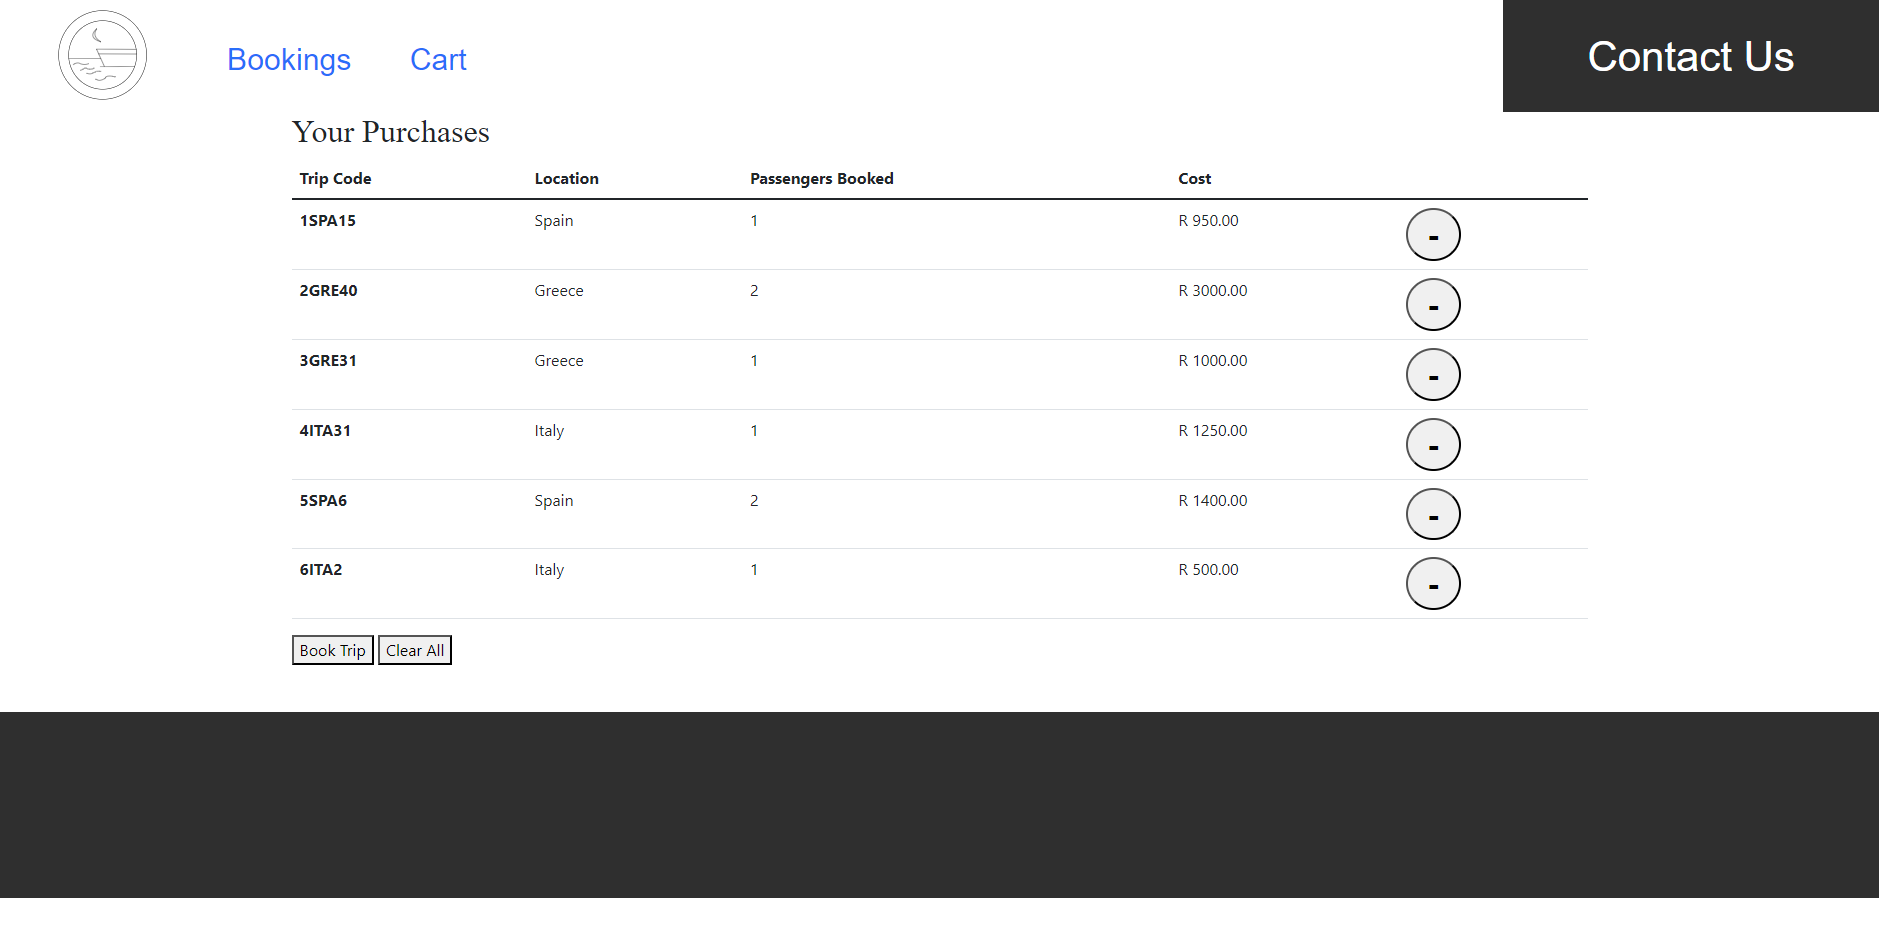 Bookings Cart Contact Us
Your Purchases
Trip Code Location Passengers Booked Cost
1SPA15 Spain 1 R 950.00 -
2GRE40 Greece 2 R 3000.00 -
3GRE31 Greece 1 R 1000.00 -
4ITA31 Italy 1 R 1250.00 -
5SPA6 Spain 2 R 1400.00 -
6ITA2 Italy 1 R 500.00 -
Book Trip Clear All